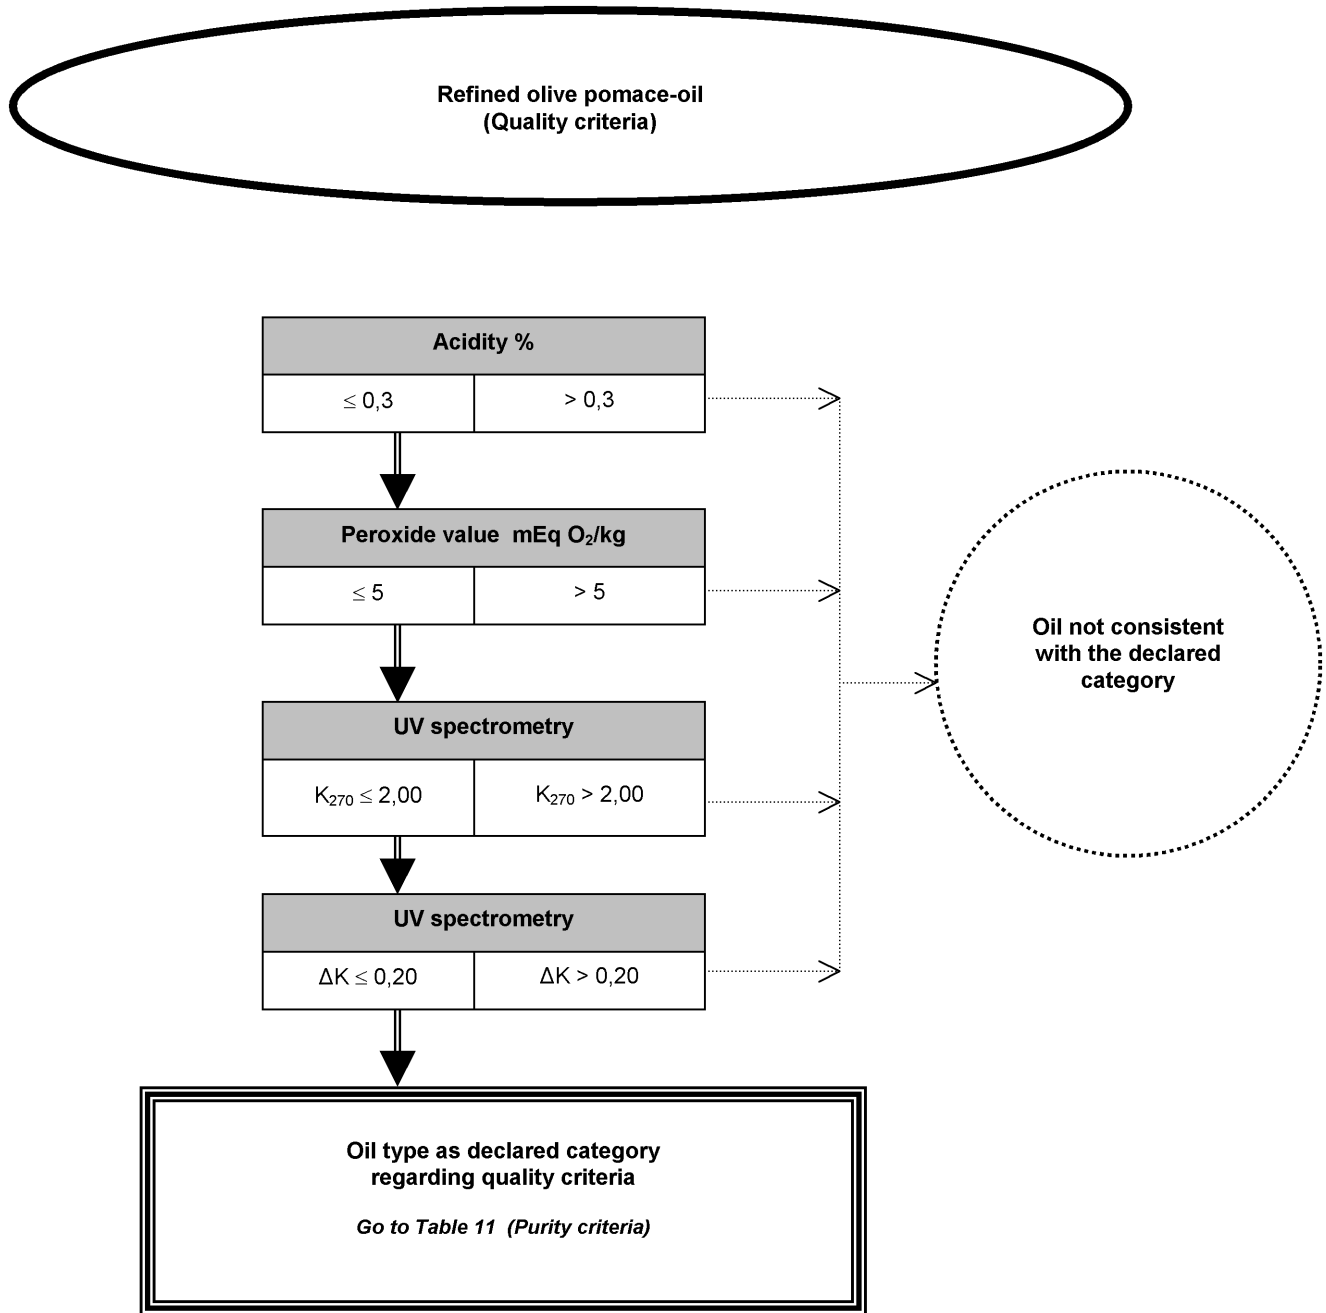 Refined olive pomace-oil
(Quality criteria)
Acidity %
≤ 0,3
> 0,3
Peroxide value mEq O₂/kg
≤ 5
> 5
UV spectrometry
K₂₇₀ ≤ 2,00
K₂₇₀ > 2,00
UV spectrometry
ΔK ≤ 0,20
ΔK > 0,20
Oil not consistent
with the declared
category
Oil type as declared category
regarding quality criteria
Go to Table 11 (Purity criteria)